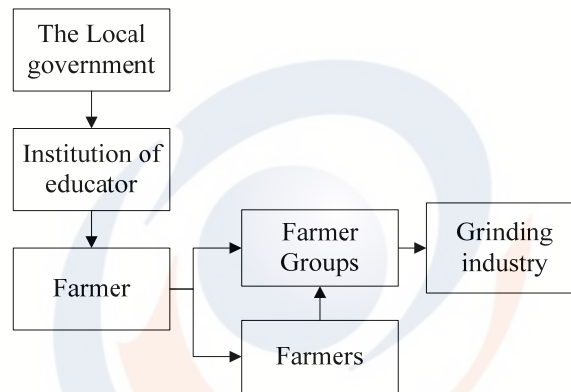 The Local
government
Institution of
educator
Farmer
Farmer
Groups
Farmers
Grinding
industry